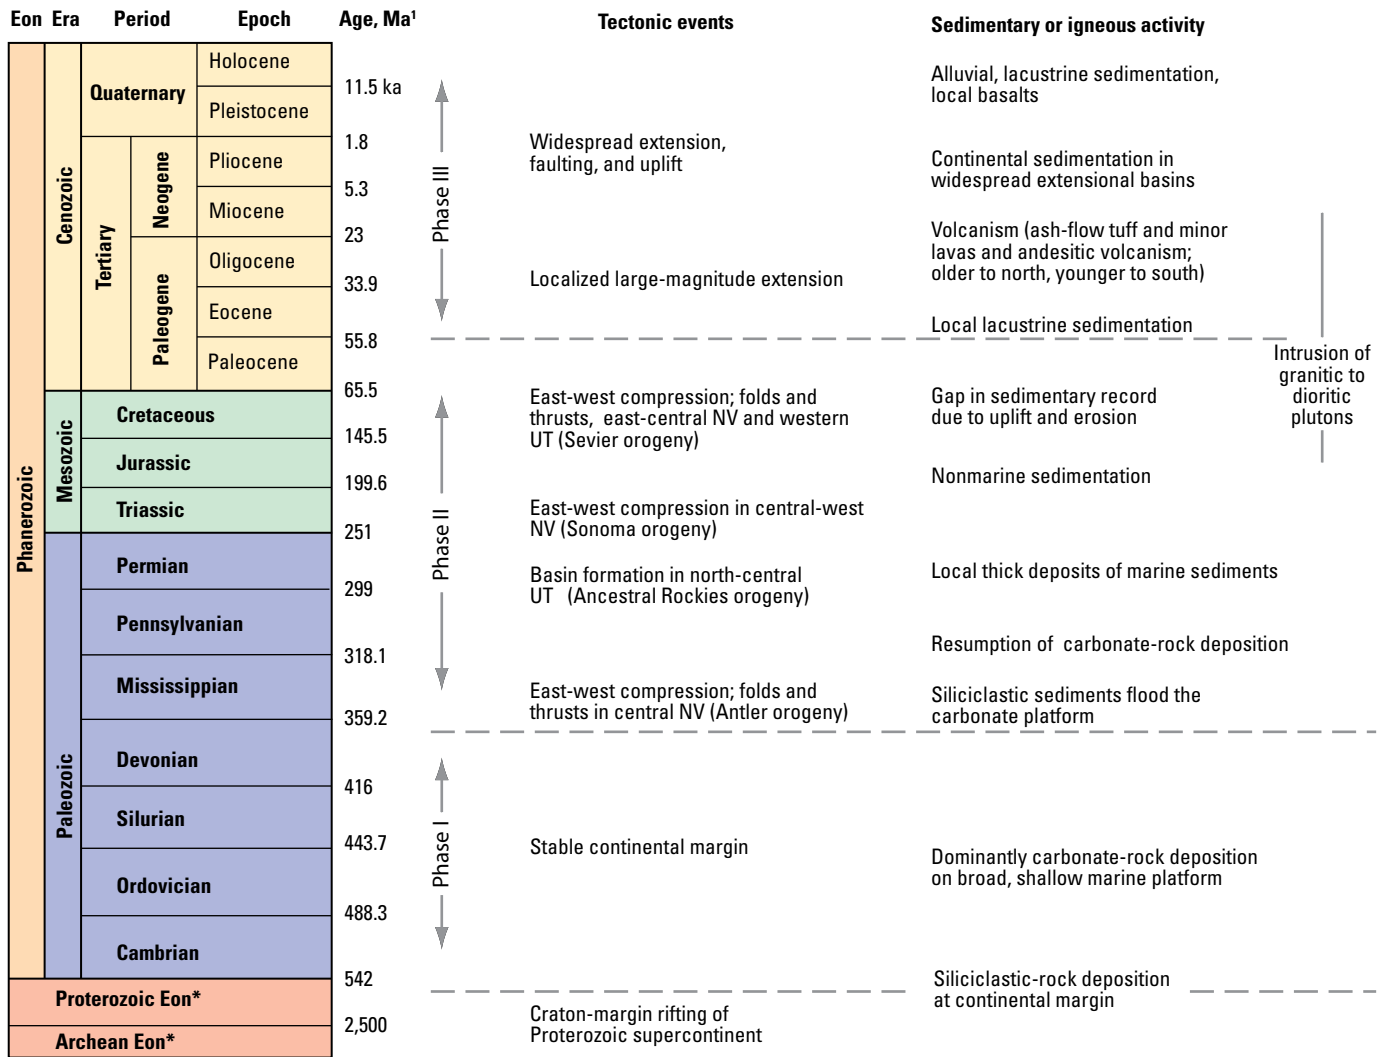 Eon Era Period Epoch Age, Ma¹ Tectonic events Sedimentary or igneous activity
Phanerozoic
Cenozoic
Quaternary
Tertiary
Neogene
Paleogene
Holocene
11.5 ka
Pleistocene
1.8
Pliocene
5.3
Miocene
23
Oligocene
33.9
Eocene
55.8
Paleocene
65.5
Mesozoic
Cretaceous
145.5
Jurassic
199.6
Triassic
251
Paleozoic
Permian
299
Pennsylvanian
318.1
Mississippian
359.2
Devonian
416
Silurian
443.7
Ordovician
488.3
Cambrian
542
Proterozoic Eon*
2,500
Archean Eon*
Phase III
Phase II
Phase I
Widespread extension,
faulting, and uplift
Localized large-magnitude extension
East-west compression; folds and
thrusts, east-central NV and western
UT (Sevier orogeny)
East-west compression in central-west
NV (Sonoma orogeny)
Basin formation in north-central
UT (Ancestral Rockies orogeny)
East-west compression; folds and
thrusts in central NV (Antler orogeny)
Stable continental margin
Craton-margin rifting of
Proterozoic supercontinent
Alluvial, lacustrine sedimentation,
local basalts
Continental sedimentation in
widespread extensional basins
Volcanism (ash-flow tuff and minor
lavas and andesitic volcanism;
older to north, younger to south)
Local lacustrine sedimentation
Gap in sedimentary record
due to uplift and erosion
Nonmarine sedimentation
Local thick deposits of marine sediments
Resumption of carbonate-rock deposition
Siliciclastic sediments flood the
carbonate platform
Dominantly carbonate-rock deposition
on broad, shallow marine platform
Siliciclastic-rock deposition
at continental margin
Intrusion of
granitic to
dioritic
plutons